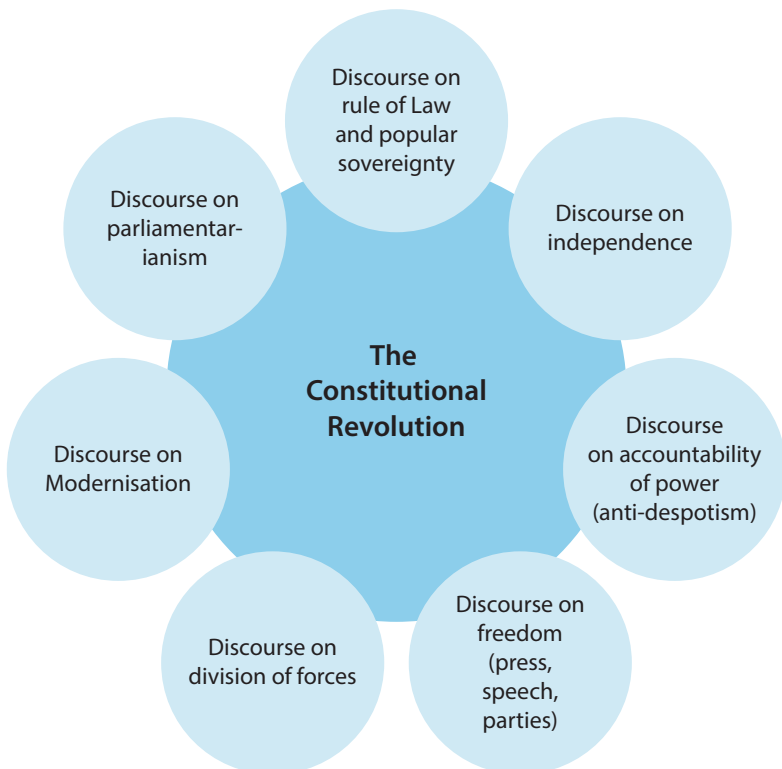 Discourse on
rule of Law
and popular
sovereignty
Discourse on
independence
Discourse
on accountability
of power
(anti-despotism)
Discourse on
freedom
(press,
speech,
parties)
Discourse on
division of forces
Discourse on
Modernisation
Discourse on
parliamentar-
ianism
The
Constitutional
Revolution